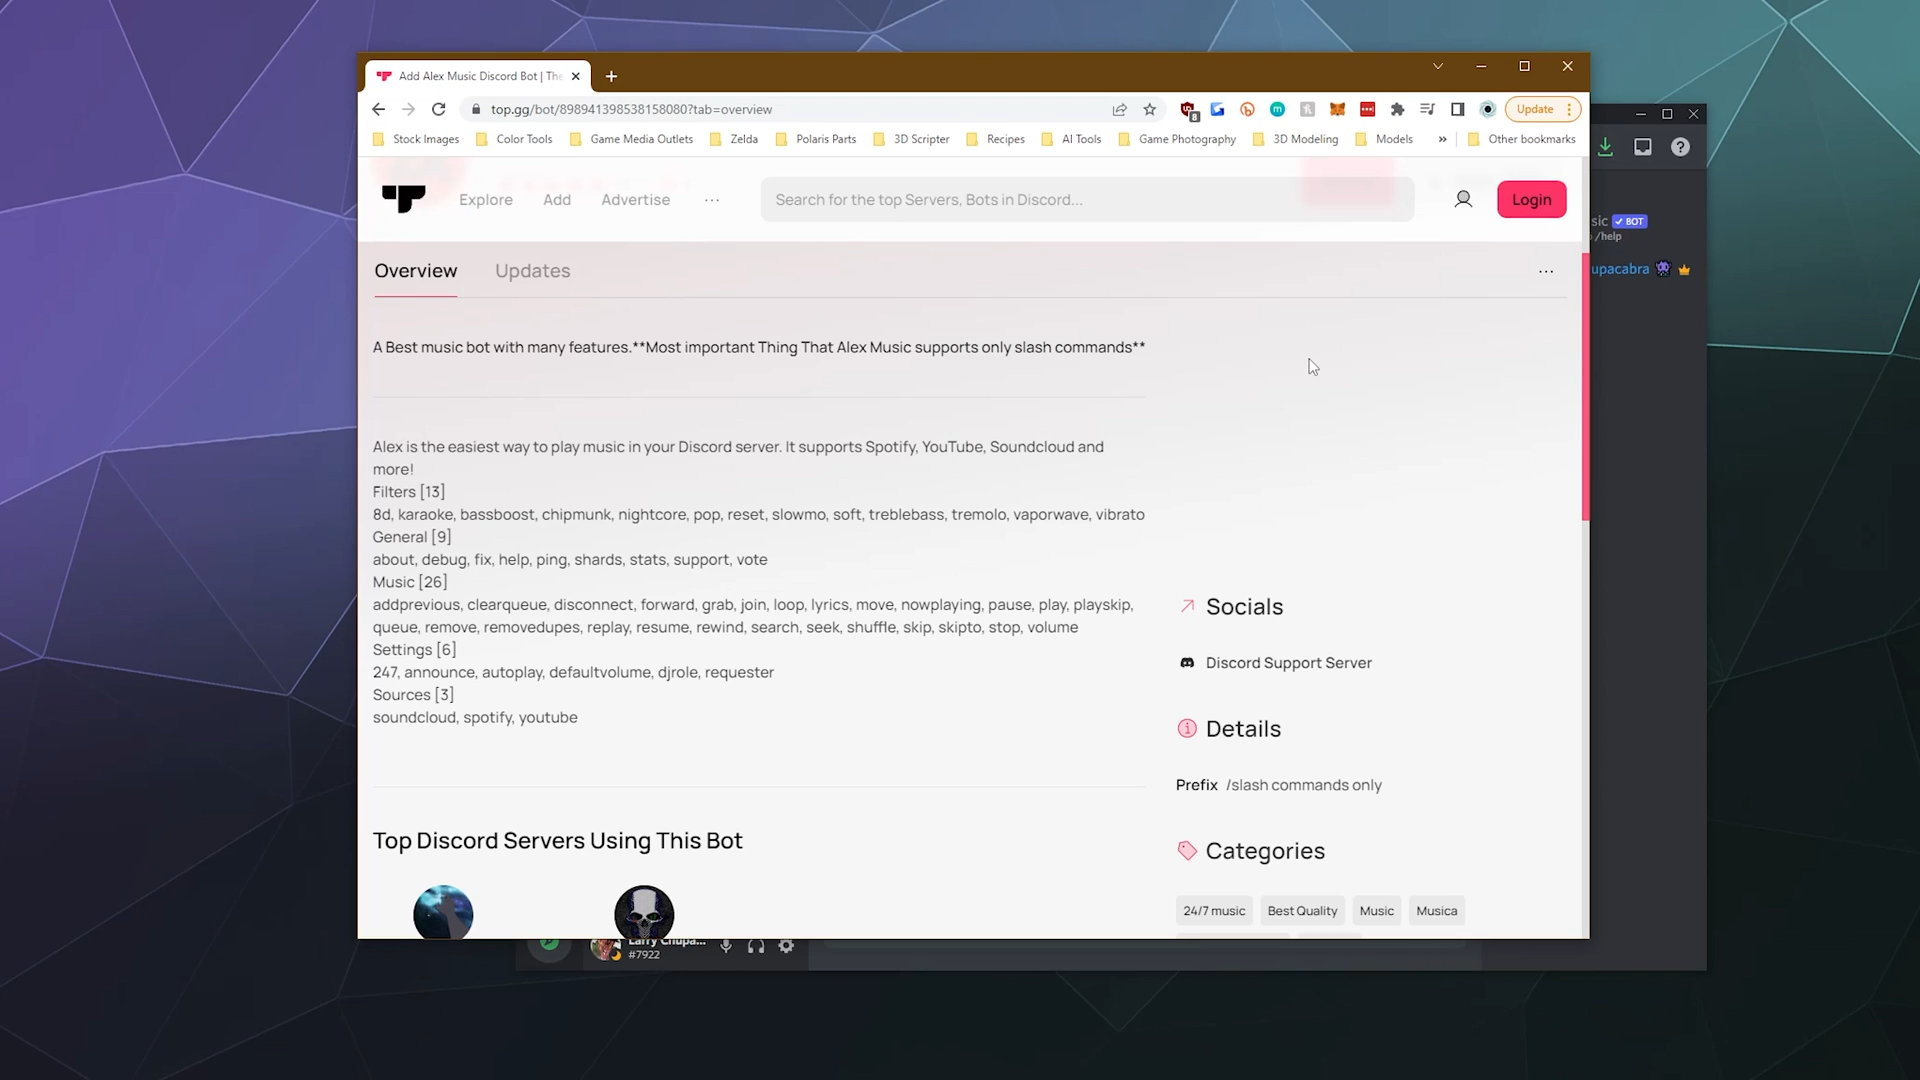 Add Alex Music Discord Bot | The
top.gg/bot/898941398538158080?tab=overview
8
Update
Stock Images
Color Tools
Game Media Outlets
Zelda
Polaris Parts
3D Scripter
Recipes
AI Tools
Game Photography
3D Modeling
Models
»
Other bookmarks
Explore
Add
Advertise
Search for the top Servers, Bots in Discord...
Login
sic BOT
/help
upacabra
Overview
Updates
A Best music bot with many features.**Most important Thing That Alex Music supports only slash commands**
Alex is the easiest way to play music in your Discord server. It supports Spotify, YouTube, Soundcloud and
more!
Filters [13]
8d, karaoke, bassboost, chipmunk, nightcore, pop, reset, slowmo, soft, treblebass, tremolo, vaporwave, vibrato
General [9]
about, debug, fix, help, ping, shards, stats, support, vote
Music [26]
addprevious, clearqueue, disconnect, forward, grab, join, loop, lyrics, move, nowplaying, pause, play, playskip,
queue, remove, removedupes, replay, resume, rewind, search, seek, shuffle, skip, skipto, stop, volume
Settings [6]
247, announce, autoplay, defaultvolume, djrole, requester
Sources [3]
soundcloud, spotify, youtube
Socials
Discord Support Server
Details
Prefix /slash commands only
Top Discord Servers Using This Bot
Categories
24/7 music
Best Quality
Music
Musica
Larry Chupa...
#7922